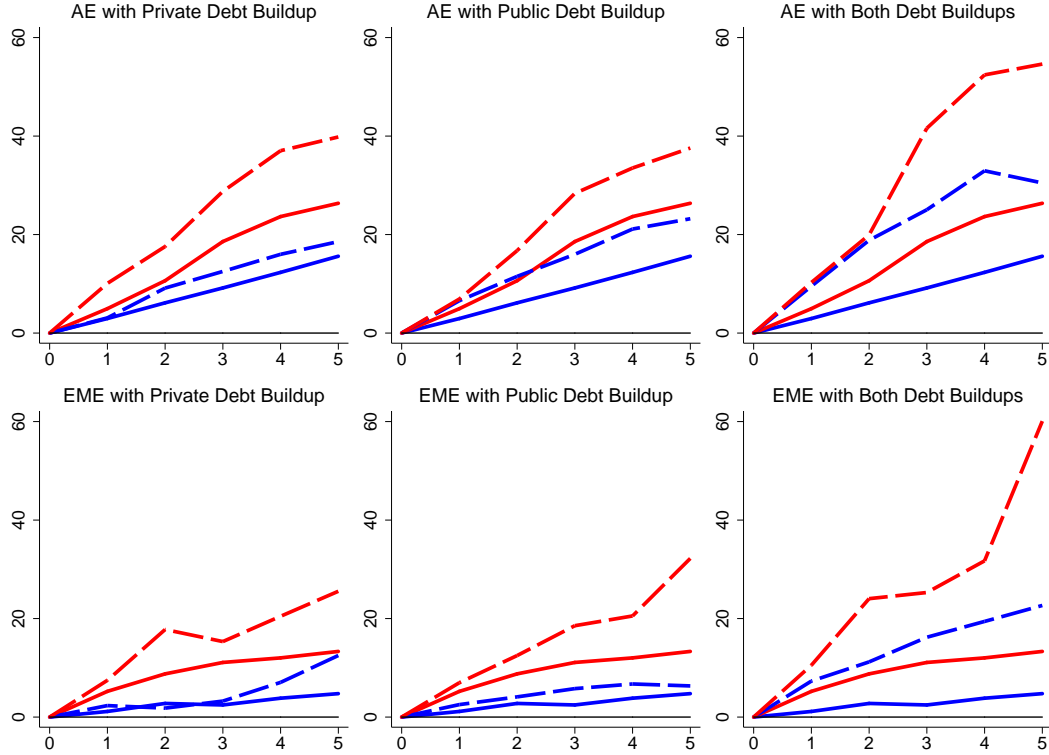 AE with Private Debt Buildup
60
40
20
0
0 1 2 3 4 5
AE with Public Debt Buildup
60
40
20
0
0 1 2 3 4 5
AE with Both Debt Buildups
60
40
20
0
0 1 2 3 4 5
EME with Private Debt Buildup
60
40
20
0
0 1 2 3 4 5
EME with Public Debt Buildup
60
40
20
0
0 1 2 3 4 5
EME with Both Debt Buildups
60
40
20
0
0 1 2 3 4 5